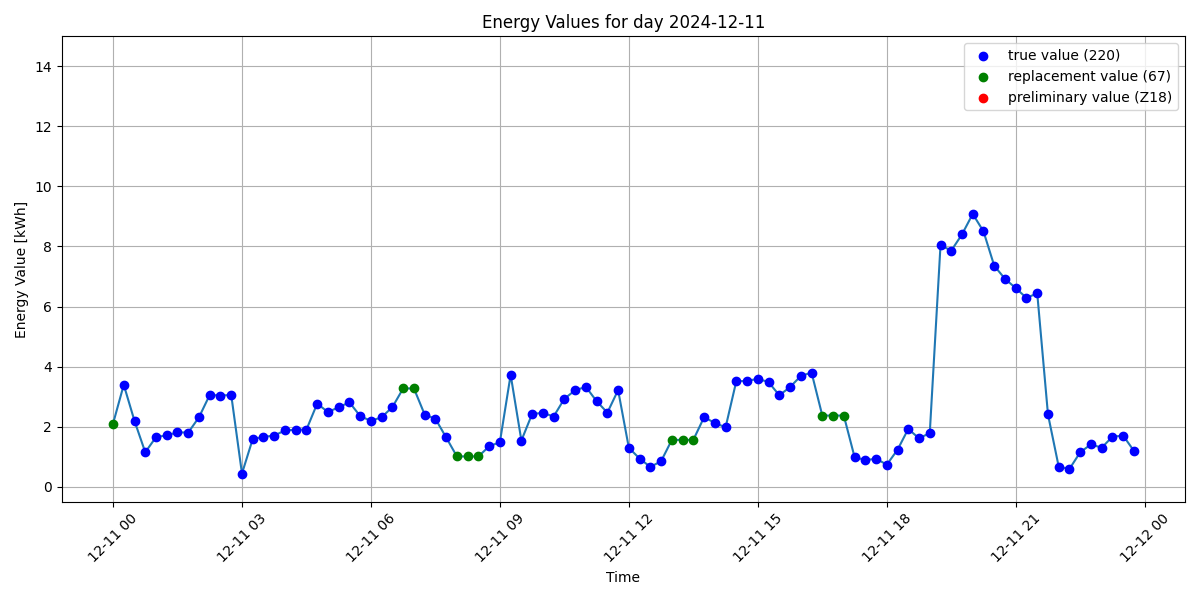 Energy Values for day 2024-12-11
true value (220)
replacement value (67)
preliminary value (Z18)
Energy Value [kWh]
14
12
10
8
6
4
2
0
12-11 00
12-11 03
12-11 06
12-11 09
12-11 12
12-11 15
12-11 18
12-11 21
12-12 00
Time